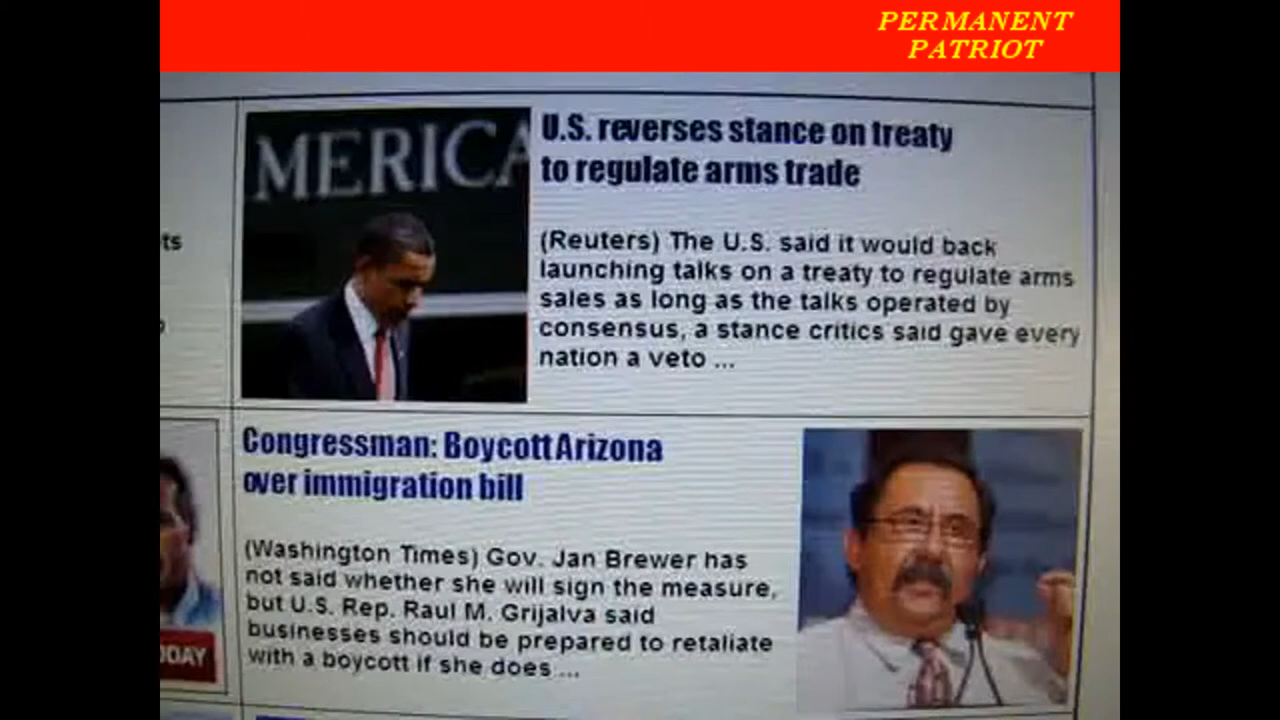 PERMANENT
PATRIOT
MERICA
U.S. reverses stance on treaty
to regulate arms trade
(Reuters) The U.S. said it would back
launching talks on a treaty to regulate arms
sales as long as the talks operated by
consensus, a stance critics said gave every
nation a veto ...
ts
Congressman: Boycott Arizona
over immigration bill
(Washington Times) Gov. Jan Brewer has
not said whether she will sign the measure,
but U.S. Rep. Raul M. Grijalva said
businesses should be prepared to retaliate
with a boycott if she does ...
ODAY